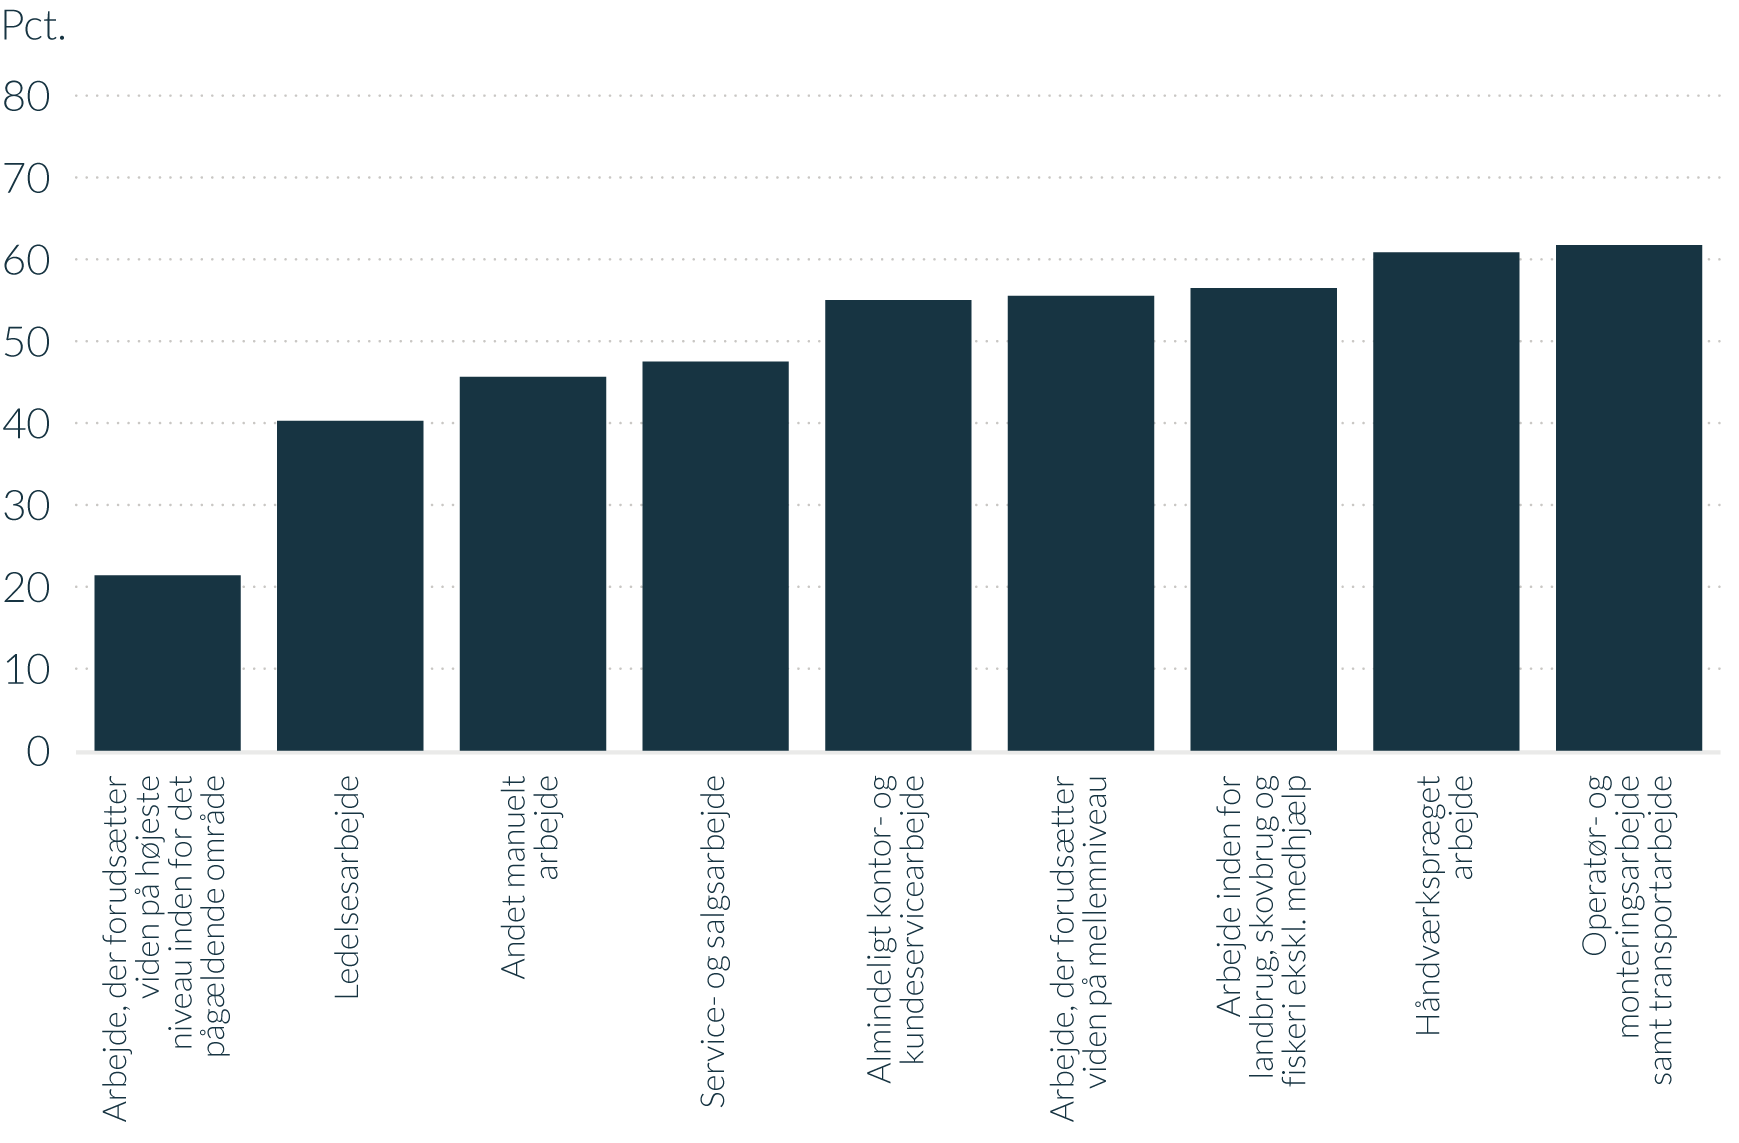 Pct.
80
70
60
50
40
30
20
10
0
Arbejde, der forudsætter
viden på højeste
niveau inden for det
pågældende område
Ledelsesarbejde
Andet manuelt
arbejde
Service- og salgsarbejde
Almindeligt kontor- og
kundeservicearbejde
Arbejde, der forudsætter
viden på mellemniveau
Arbejde inden for
landbrug, skovbrug og
fiskeri ekskl. medhjælp
Håndværkspræget
arbejde
Operatør- og
monteringsarbejde
samt transportarbejde